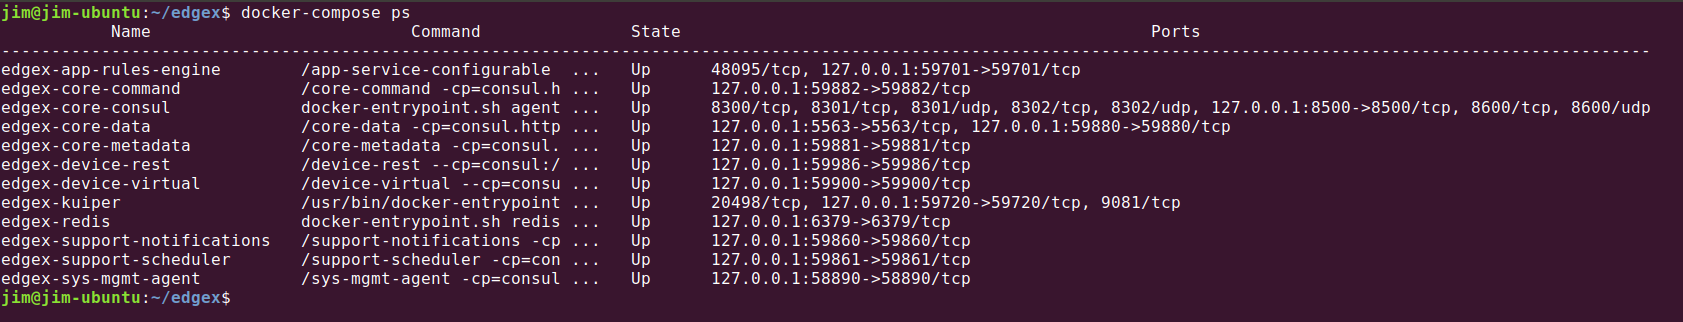 jim@jim-ubuntu:~/edgex$ docker-compose ps
           Name                          Command               State                                               Ports
---------------------------------------------------------------------------------------------------------------------------------------------------------------------
edgex-app-rules-engine        /app-service-configurable  ...   Up      48095/tcp, 127.0.0.1:59701->59701/tcp
edgex-core-command            /core-command -cp=consul.h ...   Up      127.0.0.1:59882->59882/tcp
edgex-core-consul             docker-entrypoint.sh agent ...   Up      8300/tcp, 8301/tcp, 8301/udp, 8302/tcp, 8302/udp, 127.0.0.1:8500->8500/tcp, 8600/tcp, 8600/udp
edgex-core-data               /core-data -cp=consul.http ...   Up      127.0.0.1:5563->5563/tcp, 127.0.0.1:59880->59880/tcp
edgex-core-metadata           /core-metadata -cp=consul. ...   Up      127.0.0.1:59881->59881/tcp
edgex-device-rest             /device-rest --cp=consul:/ ...   Up      127.0.0.1:59986->59986/tcp
edgex-device-virtual          /device-virtual --cp=consu ...   Up      127.0.0.1:59900->59900/tcp
edgex-kuiper                  /usr/bin/docker-entrypoint ...   Up      20498/tcp, 127.0.0.1:59720->59720/tcp, 9081/tcp
edgex-redis                   docker-entrypoint.sh redis ...   Up      127.0.0.1:6379->6379/tcp
edgex-support-notifications   /support-notifications -cp ...   Up      127.0.0.1:59860->59860/tcp
edgex-support-scheduler       /support-scheduler -cp=con ...   Up      127.0.0.1:59861->59861/tcp
edgex-sys-mgmt-agent          /sys-mgmt-agent -cp=consul ...   Up      127.0.0.1:58890->58890/tcp
jim@jim-ubuntu:~/edgex$